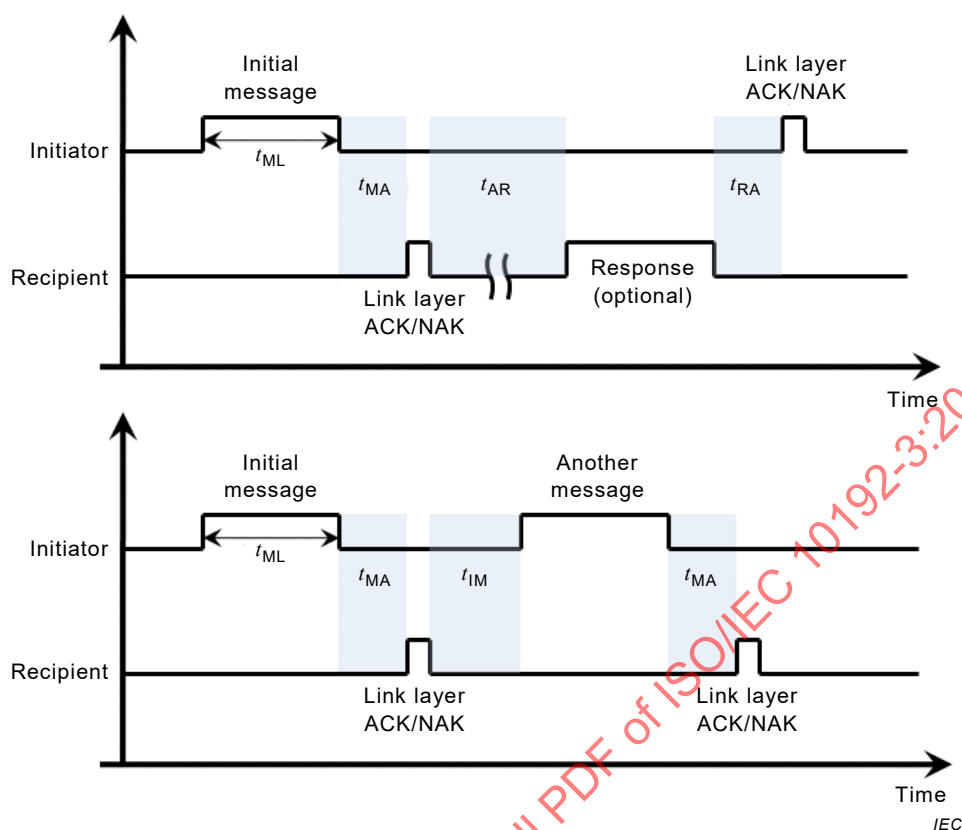 Initial
message
Link layer
ACK/NAK
Initiator
tML
tMA
tAR
tRA
Recipient
Response
(optional)
Link layer
ACK/NAK
Time
Initial
message
Another
message
Initiator
tML
tMA
tIM
tMA
Recipient
Link layer
ACK/NAK
Link layer
ACK/NAK
Time
IEC
PDF of ISO/IEC 10192-3:20